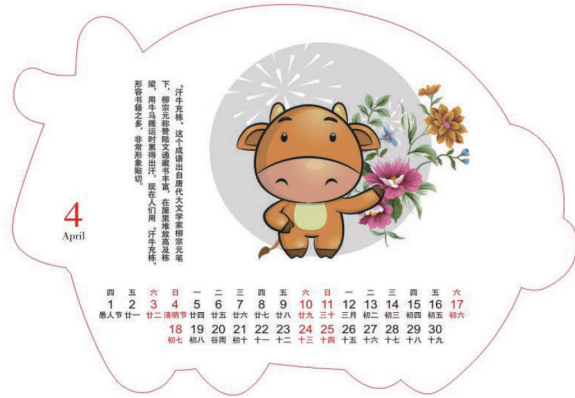 “汗牛充栋。这个成语出自唐代大文学家柳宗元笔
下，柳宗元称赞陆文通藏书丰富，在屋里堆放高及栋
梁，用牛马搬运时累得出汗，现在人们用“汗牛充栋。
形容书籍之多，非常形象贴切。
4
April
四 五 六 日 一 二 三 四 五 六 日 一 二 三 四 五 六
1 2 3 4 5 6 7 8 9 10 11 12 13 14 15 16 17
愚人节 廿一 廿二 清明节 廿四 廿五 廿六 廿七 廿八 廿九 三十 三月 初二 初三 初四 初五 初六
18 19 20 21 22 23 24 25 26 27 28 29 30
初七 初八 谷雨 初十 十一 十二 十三 十四 十五 十六 十七 十八 十九